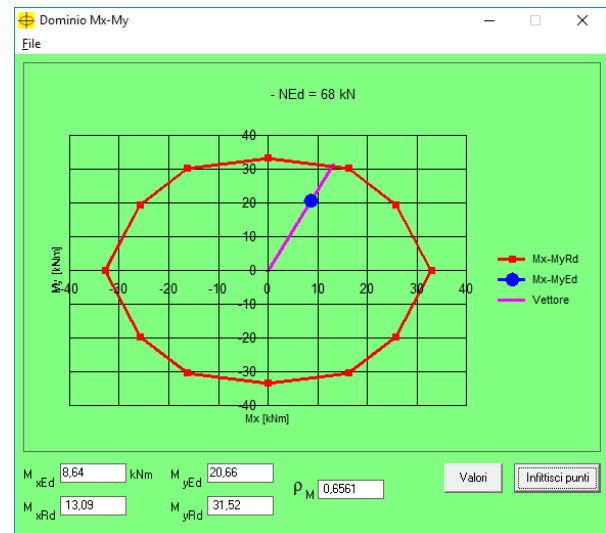 Dominio Mx-My
File
- NEd = 68 kN
40
30
20
10
0
-40 -30 -20 -10 0 10 20 30 40
-10
-20
-30
-40
My [kNm]
Mx [kNm]
Mx-MyRd
Mx-MyEd
Vettore
M xEd 8,64 kNm M yEd 20,66
ρ M 0,6561
M xRd 13,09 M yRd 31,52
Valori Infittisci punti